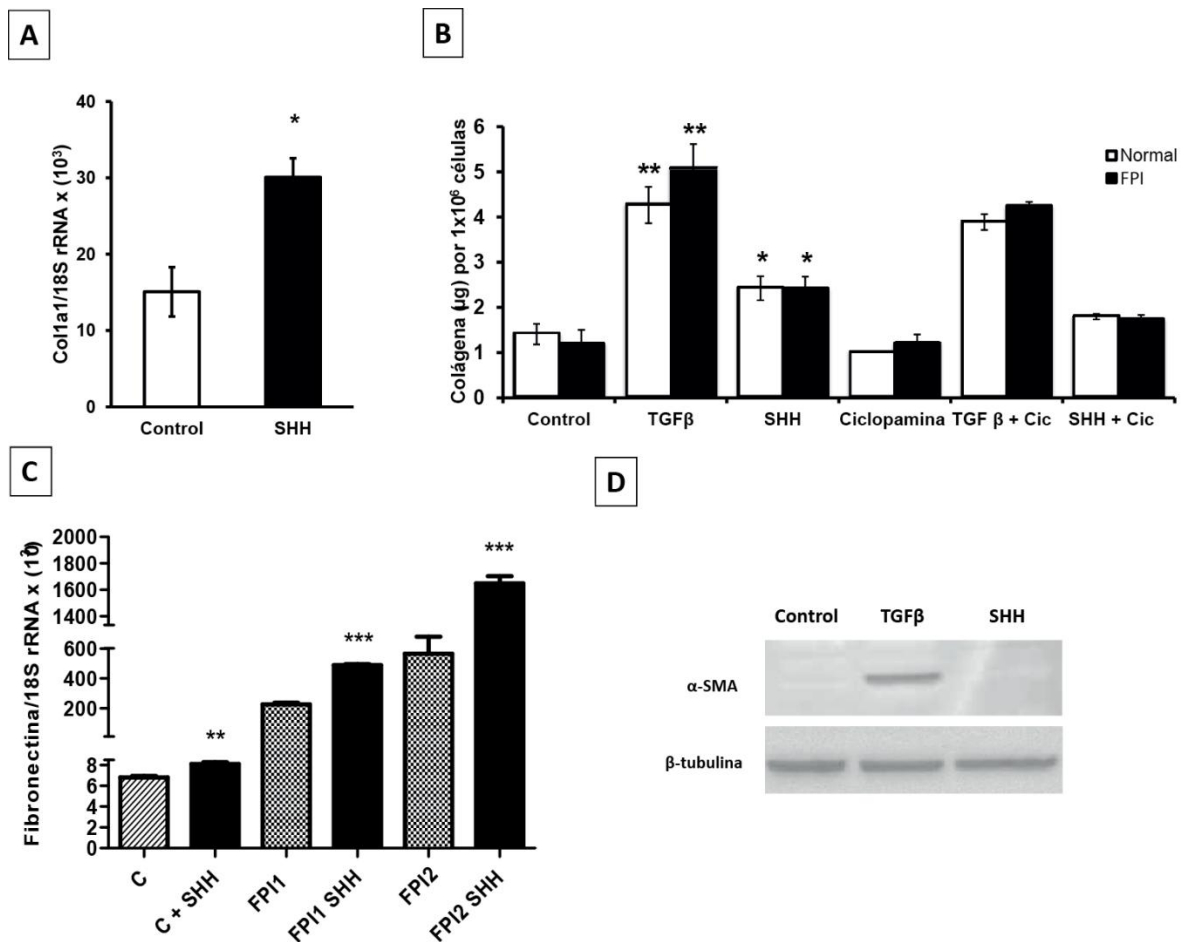 A
Col1a1/18S rRNA x (10³)
40
30
20
10
0
*
Control SHH
B
Colágena (µg) por 1x10⁶ células
6
5
4
3
2
1
0
** **
* *
Normal
FPI
Control TGFβ SHH Ciclopamina TGF β + Cic SHH + Cic
C
Fibronectina/18S rRNA x
2000
1800
1600
1400
600
400
200
8
6
4
2
0
**
***
***
C
C + SHH
FPI1
FPI1 SHH
FPI2
FPI2 SHH
D
Control TGFβ SHH
α-SMA
β-tubulina